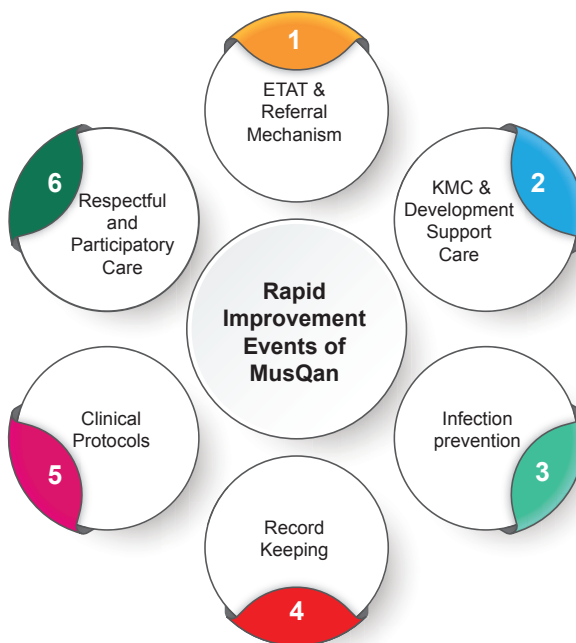 1
ETAT &
Referral
Mechanism
2
KMC &
Development
Support
Care
3
Infection
prevention
4
Record
Keeping
5
Clinical
Protocols
6
Respectful
and
Participatory
Care
Rapid
Improvement
Events of
MusQan